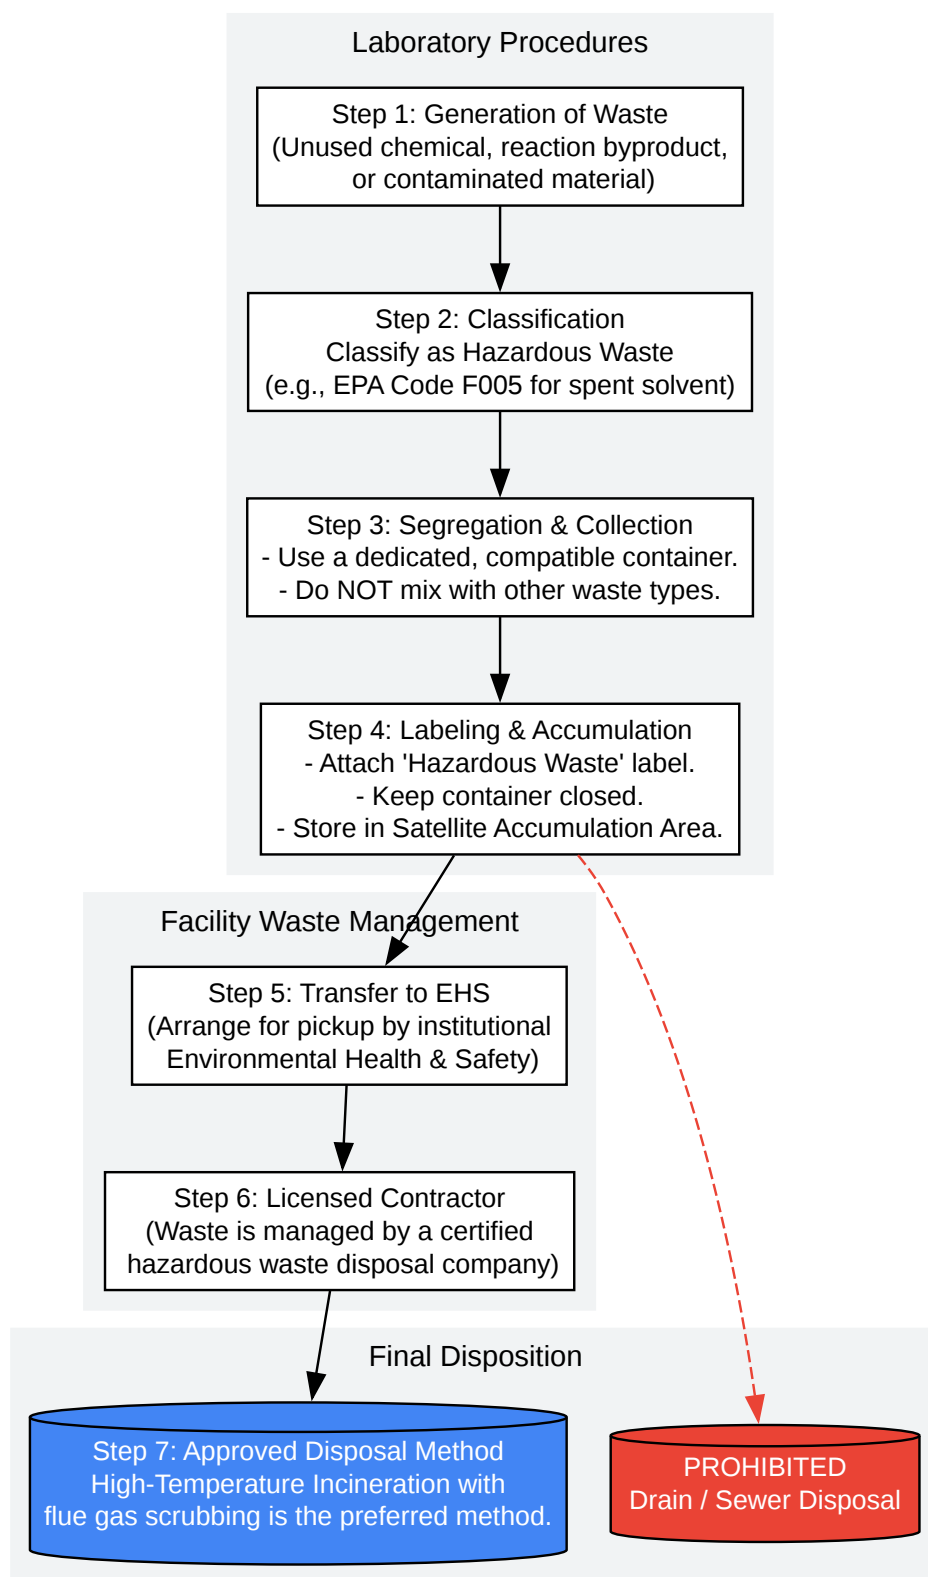 Laboratory Procedures
Step 1: Generation of Waste
(Unused chemical, reaction byproduct,
or contaminated material)
Step 2: Classification
Classify as Hazardous Waste
(e.g., EPA Code F005 for spent solvent)
Step 3: Segregation & Collection
- Use a dedicated, compatible container.
- Do NOT mix with other waste types.
Step 4: Labeling & Accumulation
- Attach 'Hazardous Waste' label.
- Keep container closed.
- Store in Satellite Accumulation Area.
Facility Waste Management
Step 5: Transfer to EHS
(Arrange for pickup by institutional
Environmental Health & Safety)
Step 6: Licensed Contractor
(Waste is managed by a certified
hazardous waste disposal company)
Final Disposition
Step 7: Approved Disposal Method
High-Temperature Incineration with
flue gas scrubbing is the preferred method.
PROHIBITED
Drain / Sewer Disposal